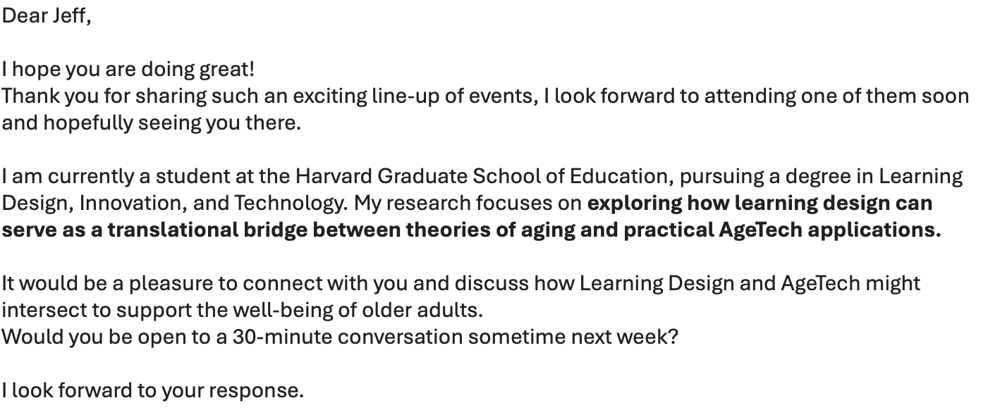 Dear Jeff,
I hope you are doing great!
Thank you for sharing such an exciting line-up of events, I look forward to attending one of them soon
and hopefully seeing you there.
I am currently a student at the Harvard Graduate School of Education, pursuing a degree in Learning
Design, Innovation, and Technology. My research focuses on exploring how learning design can
serve as a translational bridge between theories of aging and practical AgeTech applications.
It would be a pleasure to connect with you and discuss how Learning Design and AgeTech might
intersect to support the well-being of older adults.
Would you be open to a 30-minute conversation sometime next week?
I look forward to your response.